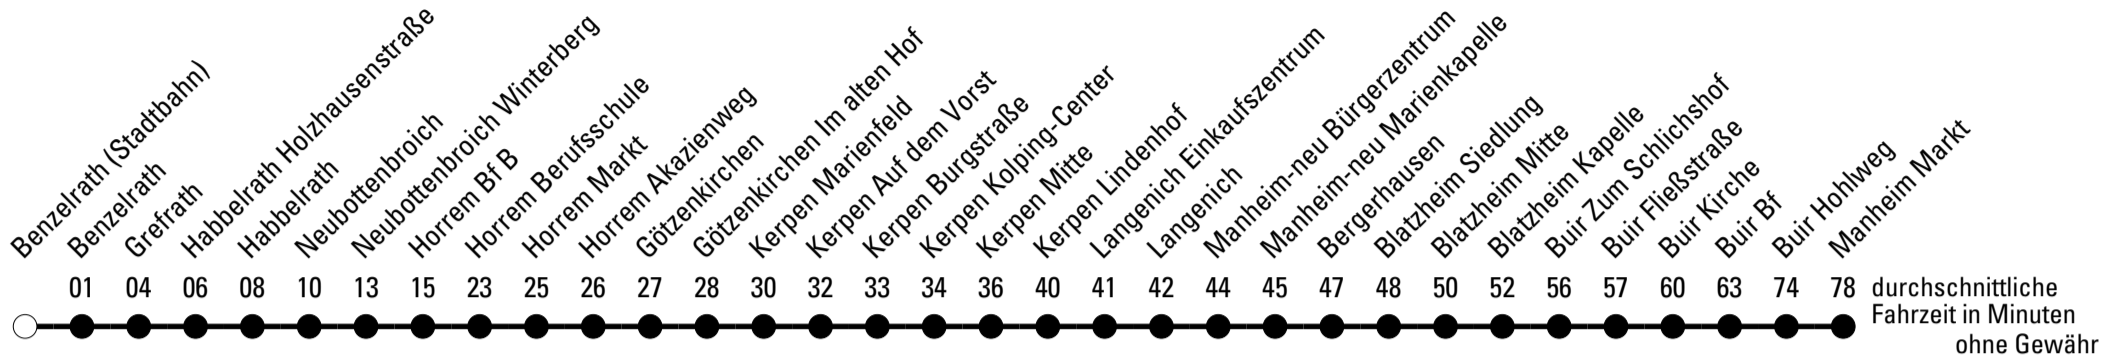 Benzelrath (Stadtbahn)
Benzelrath
Grefrath
Habbelrath Holzhausenstraße
Habbelrath
Neubottenbroich
Neubottenbroich Winterberg
Horrem Bf B
Horrem Berufsschule
Horrem Markt
Horrem Akazienweg
Götzenkirchen
Götzenkirchen Im alten Hof
Kerpen Marienfeld
Kerpen Auf dem Vorst
Kerpen Burgstraße
Kerpen Kolping-Center
Kerpen Mitte
Kerpen Lindenhof
Langenich Einkaufszentrum
Langenich
Manheim-neu Bürgerzentrum
Manheim-neu Marienkapelle
Bergerhausen
Blatzheim Siedlung
Blatzheim Mitte
Blatzheim Kapelle
Buir Zum Schlichshof
Buir Fließstraße
Buir Kirche
Buir Bf
Buir Hohlweg
Manheim Markt
01 04 06 08 10 13 15 23 25 26 27 28 30 32 33 34 36 40 41 42 44 45 47 48 50 52 56 57 60 63 74 78 durchschnittliche
Fahrzeit in Minuten
ohne Gewähr